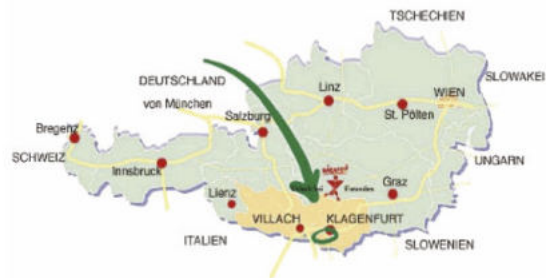 TSCHECHIEN
DEUTSCHLAND
von München
Linz
WIEN
SLOWAKEI
St. Pölten
Salzburg
Bregenz
SCHWEIZ
Innsbruck
UNGARN
Lienz
Graz
Freunden
VILLACH
KLAGENFURT
ITALIEN
SLOWENIEN